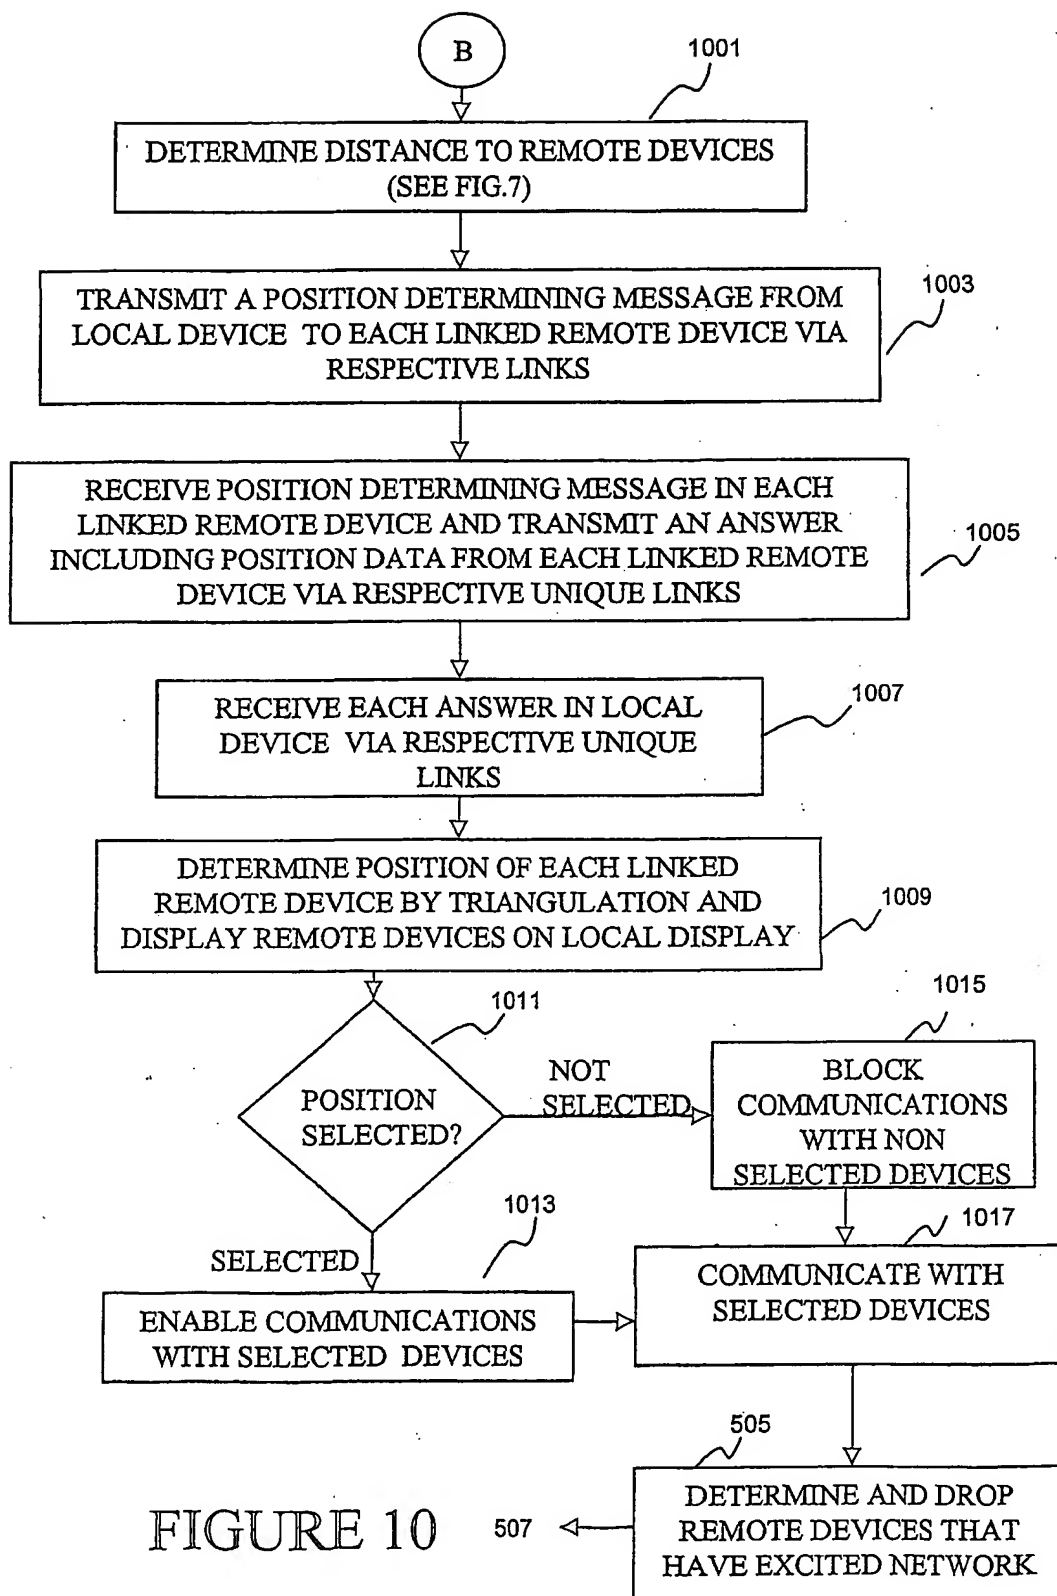 B
1001
DETERMINE DISTANCE TO REMOTE DEVICES
(SEE FIG.7)
1003
TRANSMIT A POSITION DETERMINING MESSAGE FROM
LOCAL DEVICE TO EACH LINKED REMOTE DEVICE VIA
RESPECTIVE LINKS
1005
RECEIVE POSITION DETERMINING MESSAGE IN EACH
LINKED REMOTE DEVICE AND TRANSMIT AN ANSWER
INCLUDING POSITION DATA FROM EACH LINKED REMOTE
DEVICE VIA RESPECTIVE UNIQUE LINKS
1007
RECEIVE EACH ANSWER IN LOCAL
DEVICE VIA RESPECTIVE UNIQUE
LINKS
1009
DETERMINE POSITION OF EACH LINKED
REMOTE DEVICE BY TRIANGULATION AND
DISPLAY REMOTE DEVICES ON LOCAL DISPLAY
1011
POSITION
SELECTED?
NOT
SELECTED
1015
BLOCK
COMMUNICATIONS
WITH NON
SELECTED DEVICES
SELECTED
1013
ENABLE COMMUNICATIONS
WITH SELECTED DEVICES
1017
COMMUNICATE WITH
SELECTED DEVICES
505
DETERMINE AND DROP
REMOTE DEVICES THAT
HAVE EXCITED NETWORK
507
FIGURE 10